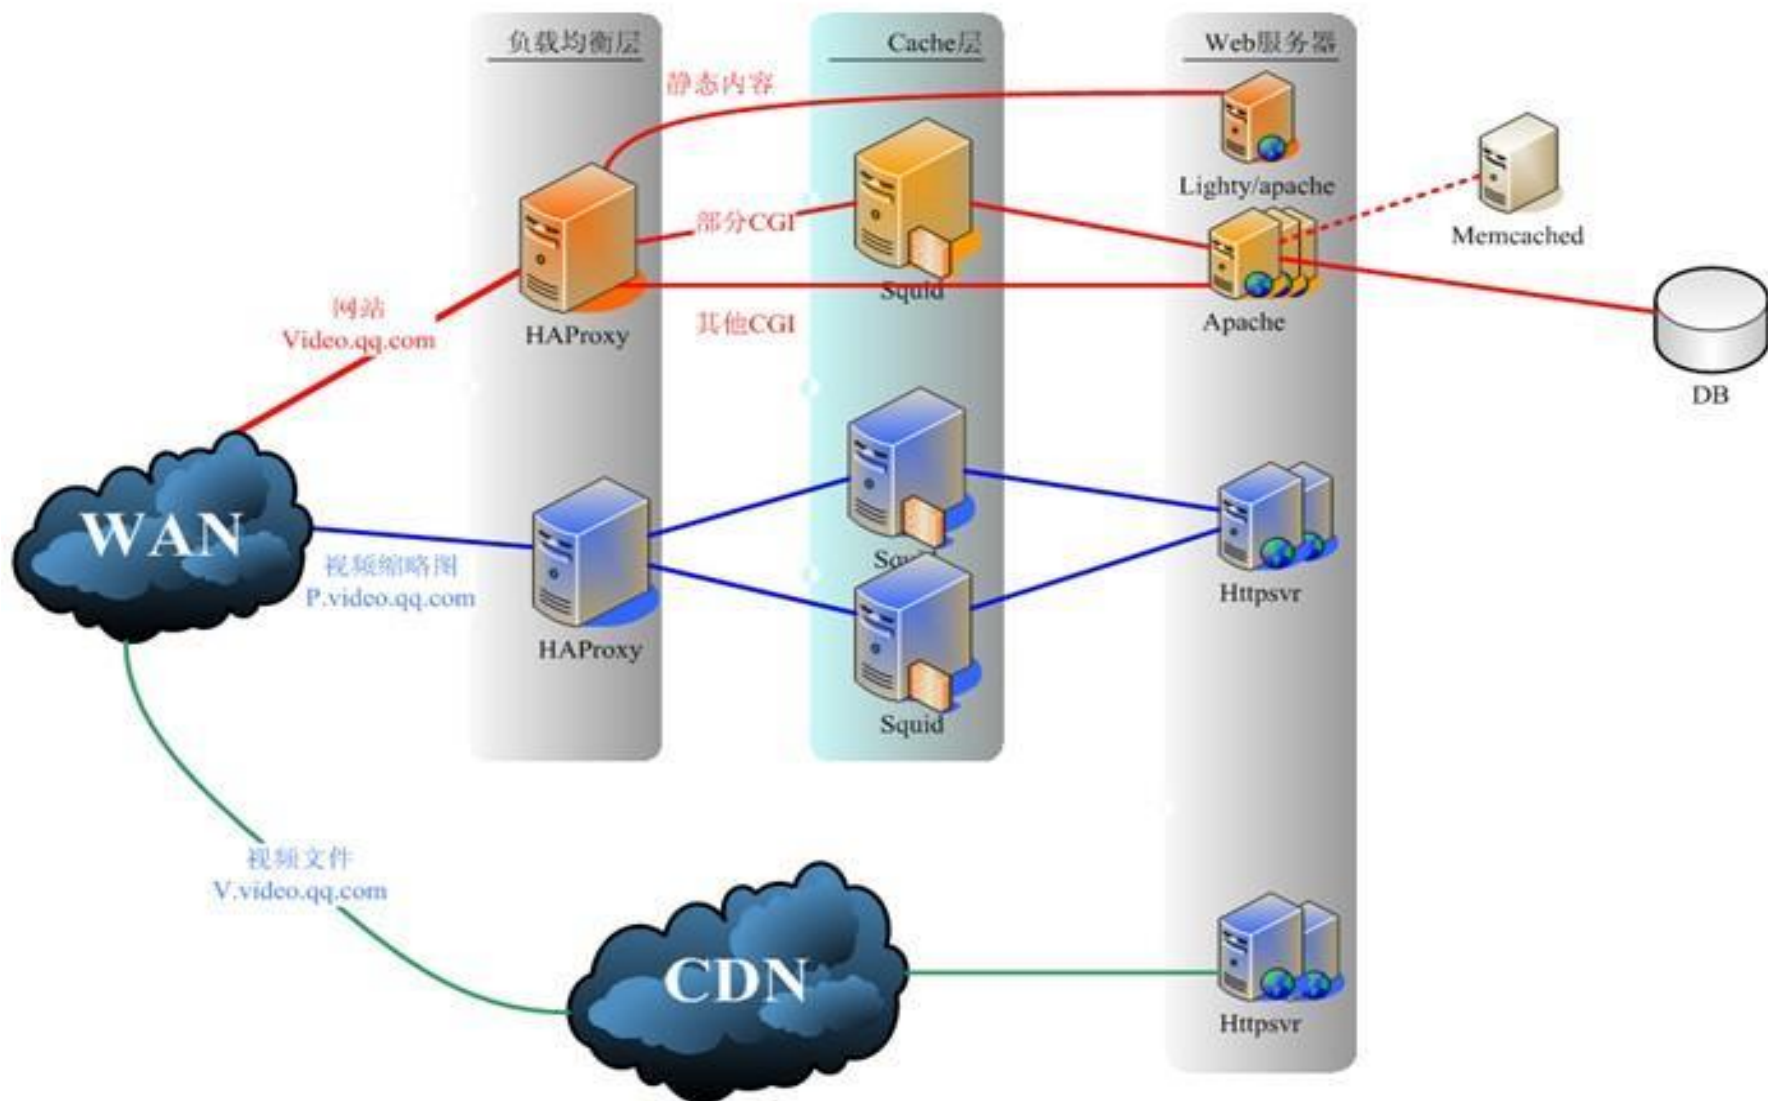 负载均衡层
Cache层
Web服务器
静态内容
Lighty/apache
部分CGI
Memcached
Squid
网站
Video.qq.com
HAProxy
其他CGI
Apache
DB
WAN
视频缩略图
P.video.qq.com
Squid
Httpsvr
HAProxy
Squid
视频文件
V.video.qq.com
CDN
Httpsvr